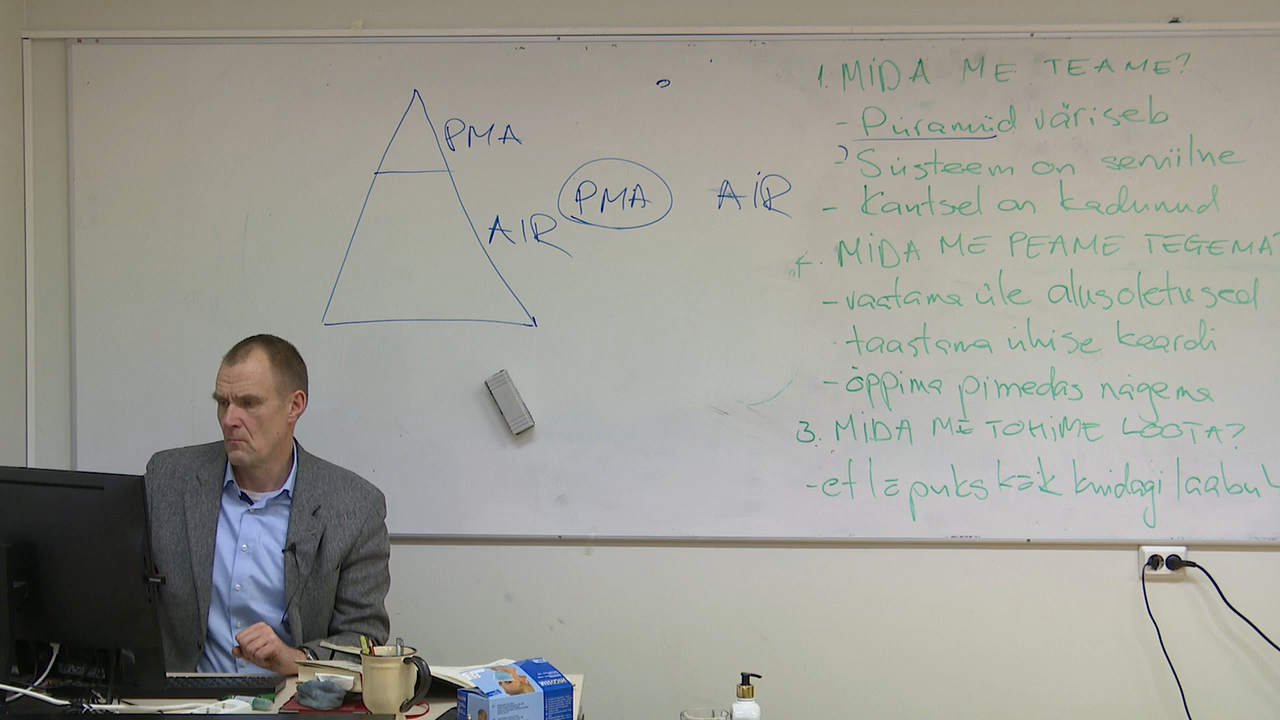 PMA
AIR
PMA AIR
1. MIDA ME TEAME?
- Püramiid väriseb
Süsteem on seniilne
- Kantsel on kadunud
MIDA ME PEAME TEGEMA?
- vaatama üle alusoletused
taastama ühise kaardi
- õppima pimedas nägema
3. MIDA ME TOHIME LOOTA?
- et lõpuks kõik kuidagi laabub